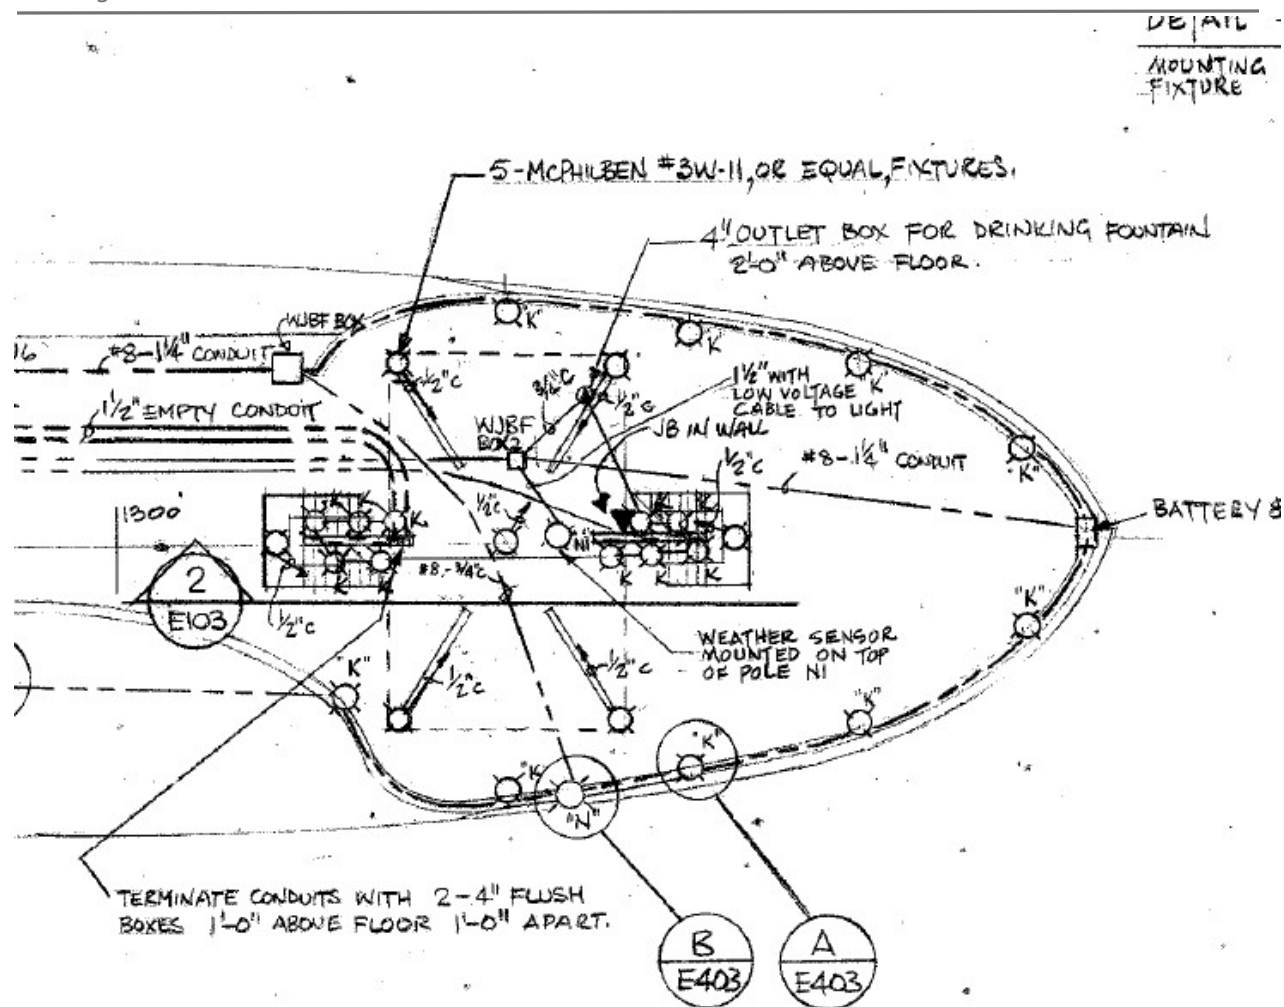 DETAIL
MOUNTING
FIXTURE
5-McPHILBEN #3W-11, OR EQUAL, FIXTURES.
4" OUTLET BOX FOR DRINKING FOUNTAIN
2'-0" ABOVE FLOOR.
WJBF BOX
"K"
"K"
"K"
16
#8-1¼" CONDUIT
½"C
¾"C
½"C
1½" WITH
LOW VOLTAGE
CABLE TO LIGHT
1½" EMPTY CONDUIT
WJBF
BOX
JB IN WALL
"K"
#8-1¼" CONDUIT
½"C
1300'
½"C
BATTERY &
K
K
K
K
K
K
K
K
N1
#8-¾"C
2
E103
½"C
"K"
WEATHER SENSOR
MOUNTED ON TOP
OF POLE N1
"K"
½"C
½"C
"K"
"K"
"K"
"N"
TERMINATE CONDUITS WITH 2-4" FLUSH
BOXES 1'-0" ABOVE FLOOR 1'-0" APART.
B
E403
A
E403